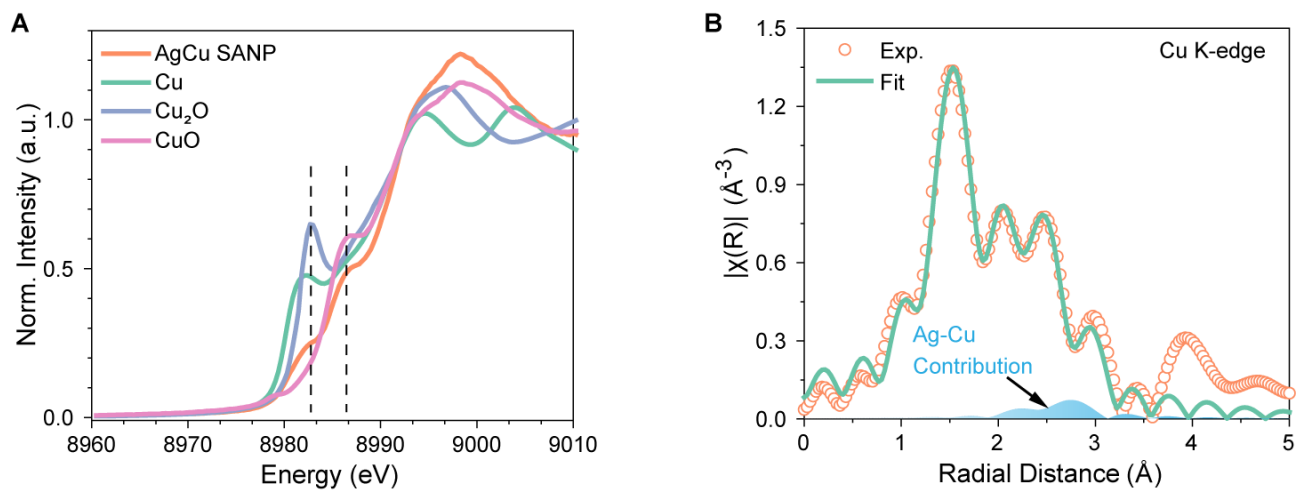 A
AgCu SANP
Cu
Cu₂O
CuO
1.0
0.5
0.0
Norm. Intensity (a.u.)
8960
8970
8980
8990
9000
9010
Energy (eV)
B
Exp.
Fit
Cu K-edge
1.5
1.2
0.9
0.6
0.3
0.0
|χ(R)| (Å⁻³)
Ag-Cu
Contribution
0
1
2
3
4
5
Radial Distance (Å)